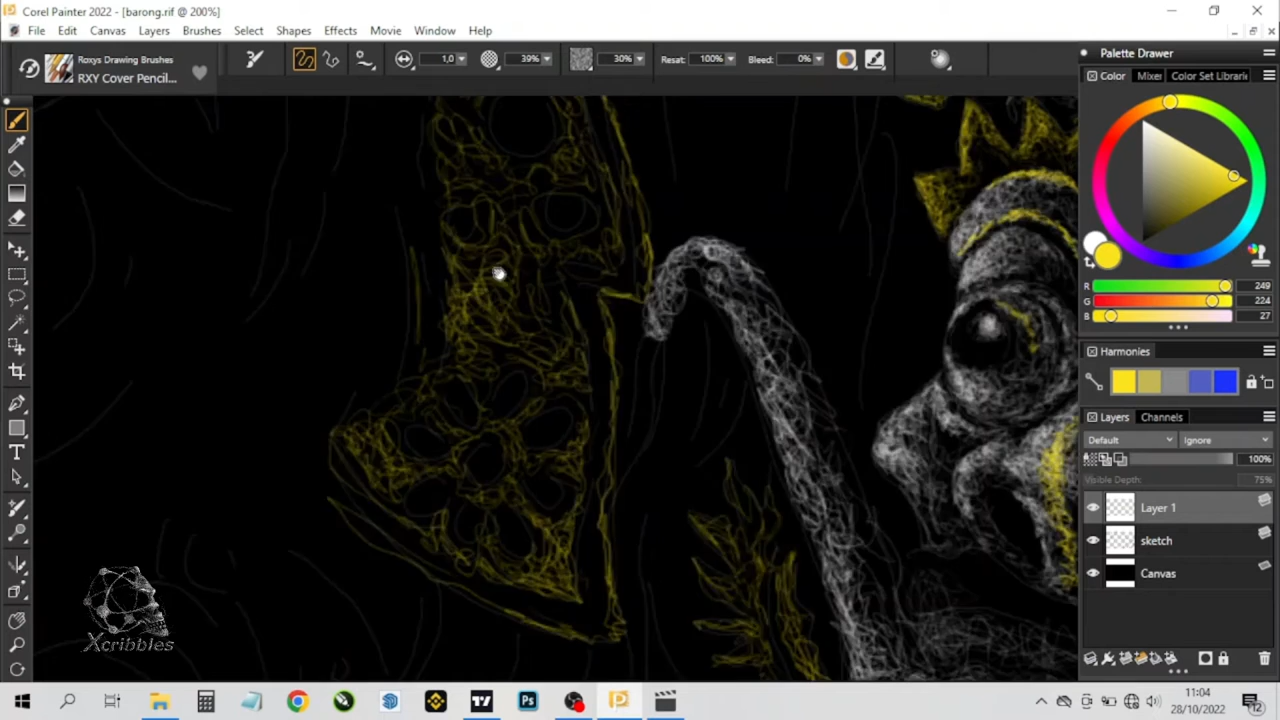 Corel Painter 2022 - [barong.rif @ 200%]
File Edit Canvas Layers Brushes Select Shapes Effects Movie Window Help
Roxys Drawing Brushes
RXY Cover Pencil...
1,0
39%
30%
Resat: 100%
Bleed: 0%
Palette Drawer
Color Mixer Color Set Librarie
R 249
G 224
B 27
Harmonies
Layers Channels
Default Ignore
100%
Visible Depth: 75%
Layer 1
sketch
Canvas
Xcribbles
11:04
28/10/2022
12